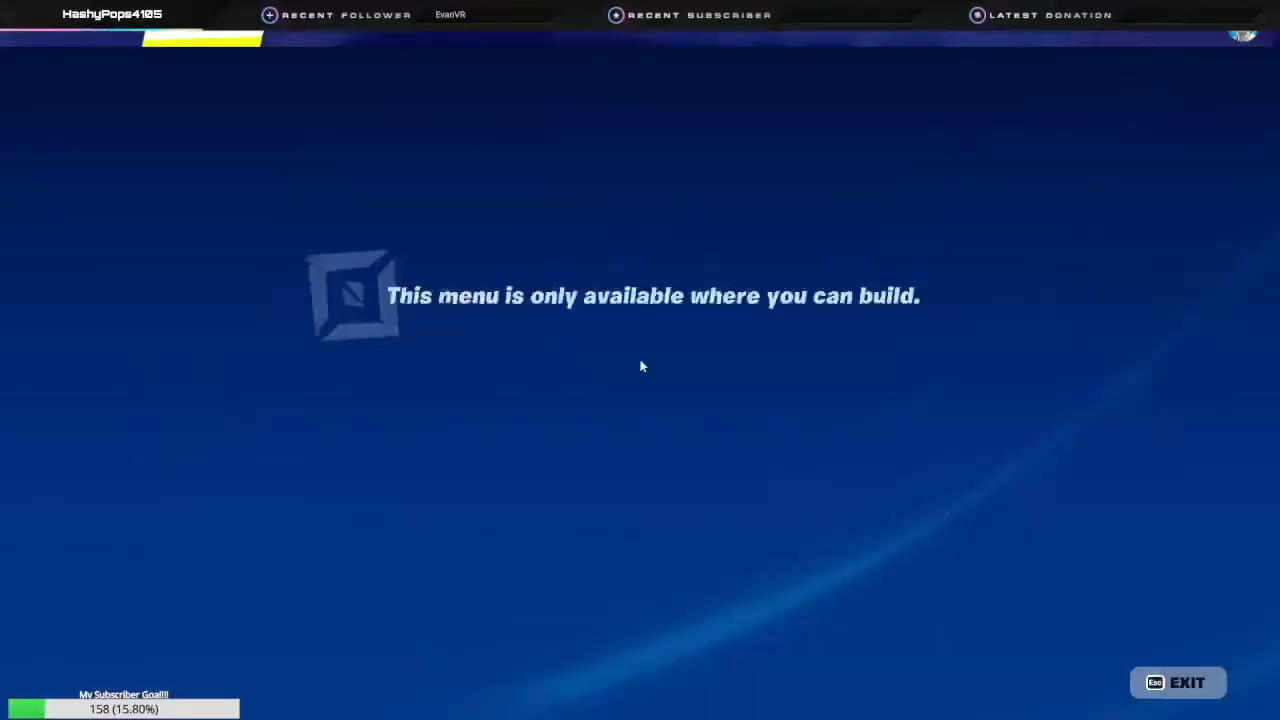 HashyPops4105
RECENT FOLLOWER
EvanVR
RECENT SUBSCRIBER
LATEST DONATION
This menu is only available where you can build.
Esc EXIT
My Subscriber Goal!!!
158 (15.80%)